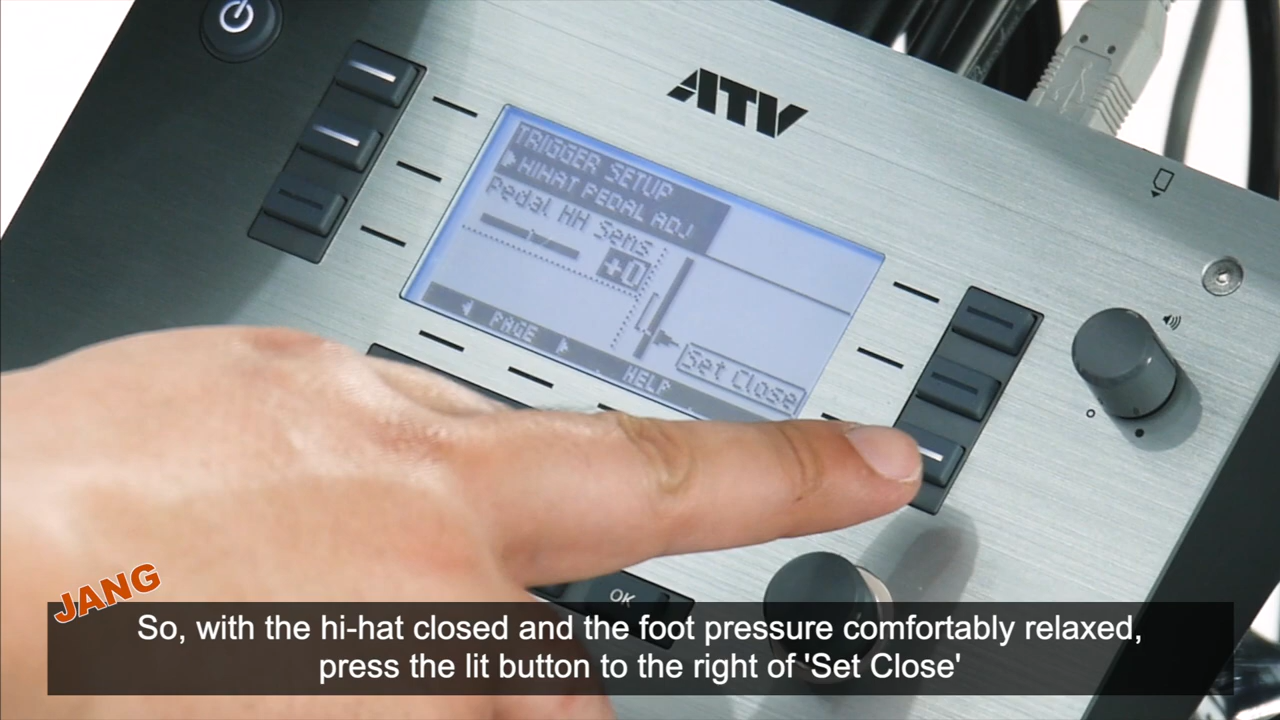 ATV
TRIGGER SETUP
▶HIHAT PEDAL ADJ
Pedal HH Sens
+0
Set Close
◀ PAGE ▶
HELP
OK
JANG
So, with the hi-hat closed and the foot pressure comfortably relaxed,
press the lit button to the right of 'Set Close'